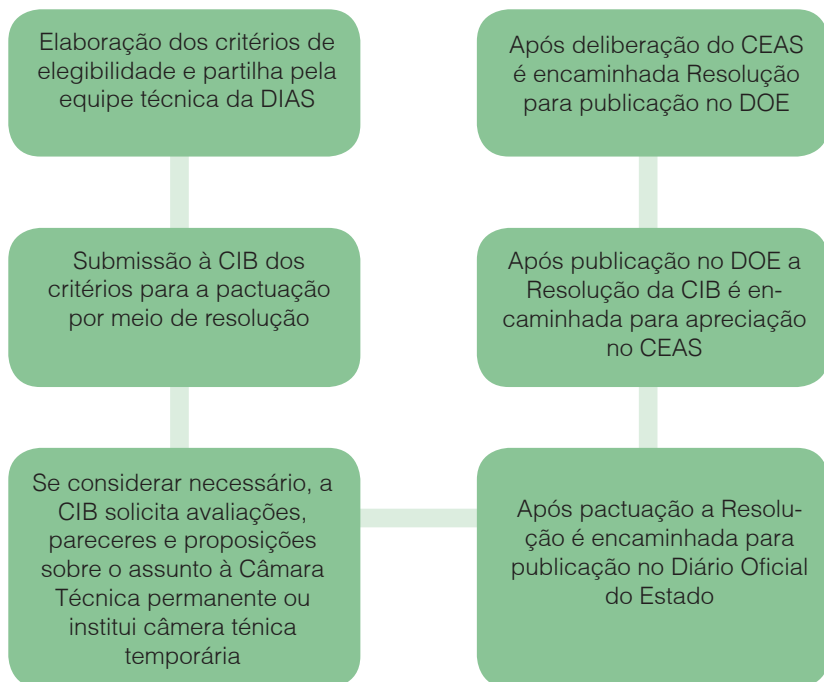 Elaboração dos critérios de
elegibilidade e partilha pela
equipe técnica da DIAS
Submissão à CIB dos
critérios para a pactuação
por meio de resolução
Se considerar necessário, a
CIB solicita avaliações,
pareceres e proposições
sobre o assunto à Câmara
Técnica permanente ou
institui câmera ténica
temporária
Após pactuação a Resolu-
ção é encaminhada para
publicação no Diário Oficial
do Estado
Após publicação no DOE a
Resolução da CIB é en-
caminhada para apreciação
no CEAS
Após deliberação do CEAS
é encaminhada Resolução
para publicação no DOE